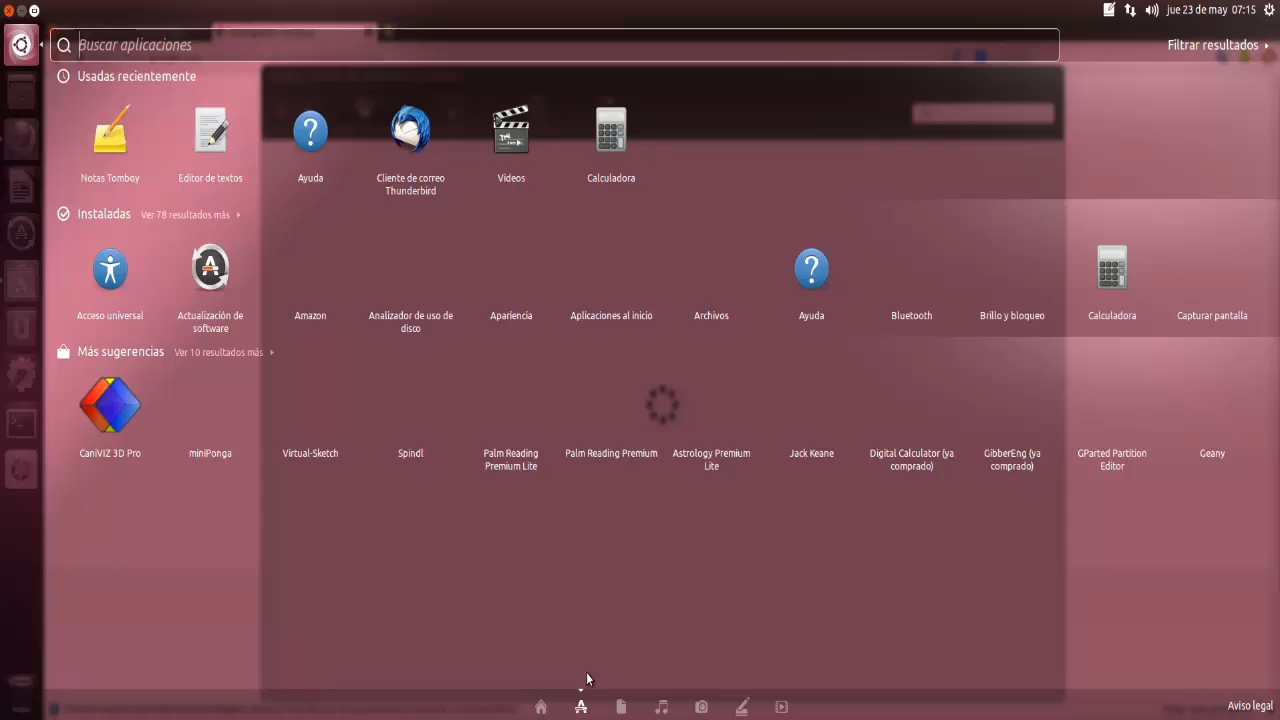 jue 23 de may 07:15
Buscar aplicaciones
Filtrar resultados
Usadas recientemente
Notas Tomboy
Editor de textos
Ayuda
Cliente de correo
Thunderbird
Vídeos
Calculadora
Instaladas Ver 78 resultados más
Acceso universal
Actualización de
software
Amazon
Analizador de uso de
disco
Apariencia
Aplicaciones al inicio
Archivos
Ayuda
Bluetooth
Brillo y bloqueo
Calculadora
Capturar pantalla
Más sugerencias Ver 10 resultados más
CaniVIZ 3D Pro
miniPonga
Virtual-Sketch
Spindl
Palm Reading
Premium Lite
Palm Reading Premium
Astrology Premium
Lite
Jack Keane
Digital Calculator (ya
comprado)
GibberEng (ya
comprado)
GParted Partition
Editor
Geany
Aviso legal